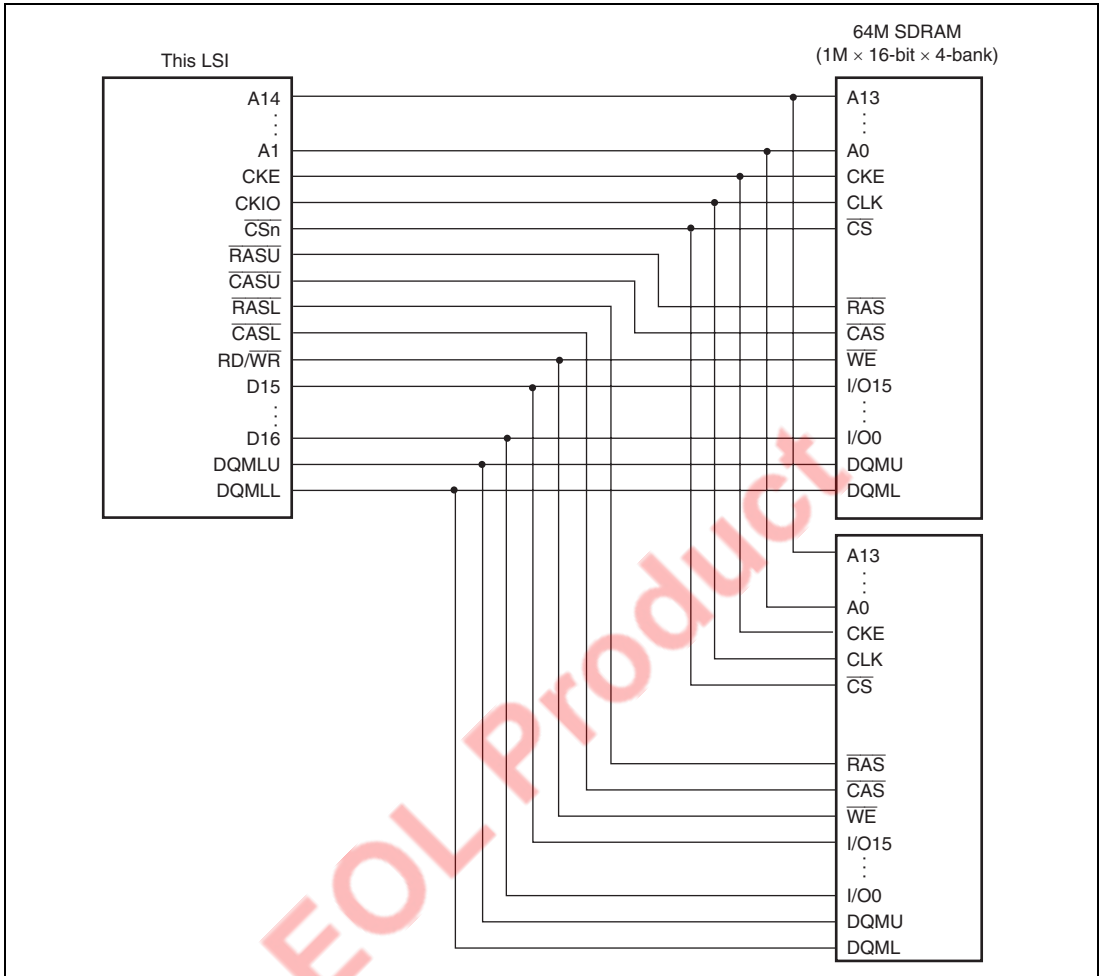 64M SDRAM
(1M × 16-bit × 4-bank)
This LSI
A14
A1
CKE
CKIO
CSn
RASU
CASU
RASL
CASL
RD/WR
D15
D16
DQMLU
DQMLL
A13
A0
CKE
CLK
CS
RAS
CAS
WE
I/O15
I/O0
DQMU
DQML
A13
A0
CKE
CLK
CS
RAS
CAS
WE
I/O15
I/O0
DQMU
DQML
EOL Product